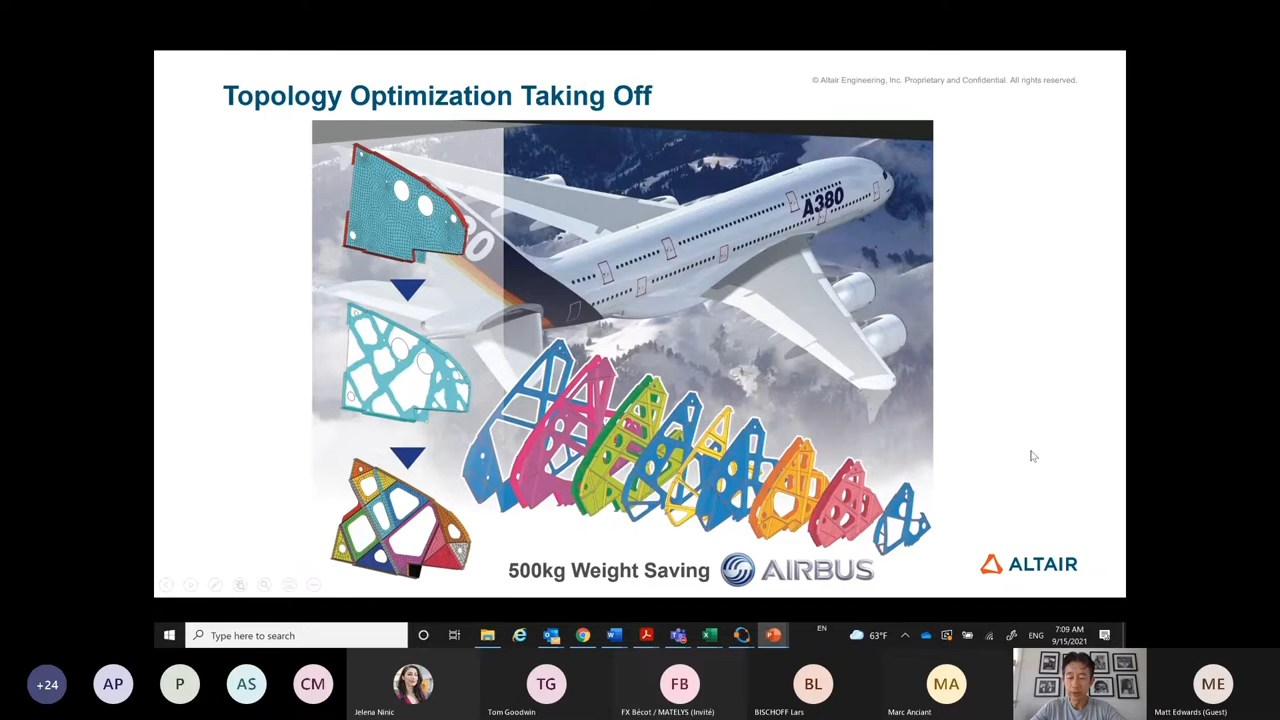 © Altair Engineering, Inc. Proprietary and Confidential. All rights reserved.
Topology Optimization Taking Off
A380
500kg Weight Saving
AIRBUS
ALTAIR
Type here to search
EN
63°F
ENG
7:09 AM
9/15/2021
+24
AP
P
AS
CM
TG
FB
BL
MA
ME
Jelena Ninic
Tom Goodwin
FX Bécot / MATELYS (Invité)
BISCHOFF Lars
Marc Anciant
Matt Edwards (Guest)